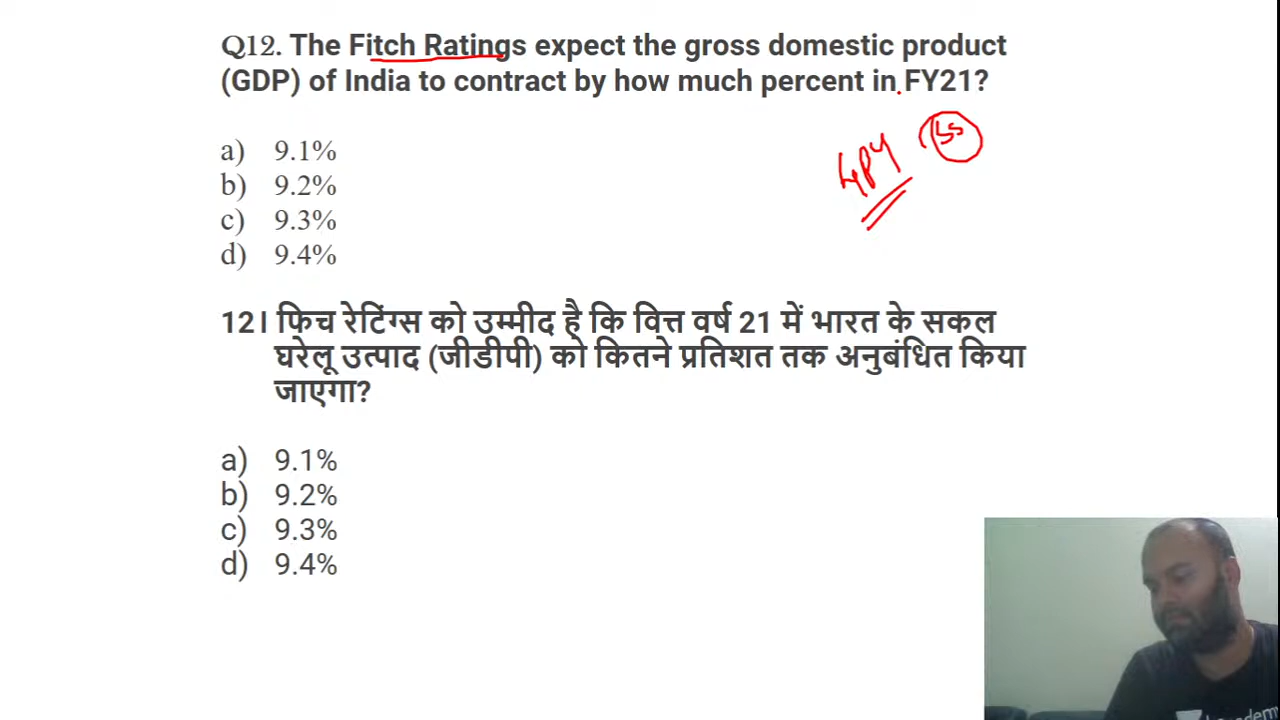 Q12. The Fitch Ratings expect the gross domestic product
(GDP) of India to contract by how much percent in FY21?
a) 9.1%
b) 9.2%
c) 9.3%
d) 9.4%
12। फिच रेटिंग्स को उम्मीद है कि वित्त वर्ष 21 में भारत के सकल
घरेलू उत्पाद (जीडीपी) को कितने प्रतिशत तक अनुबंधित किया
जाएगा?
a) 9.1%
b) 9.2%
c) 9.3%
d) 9.4%